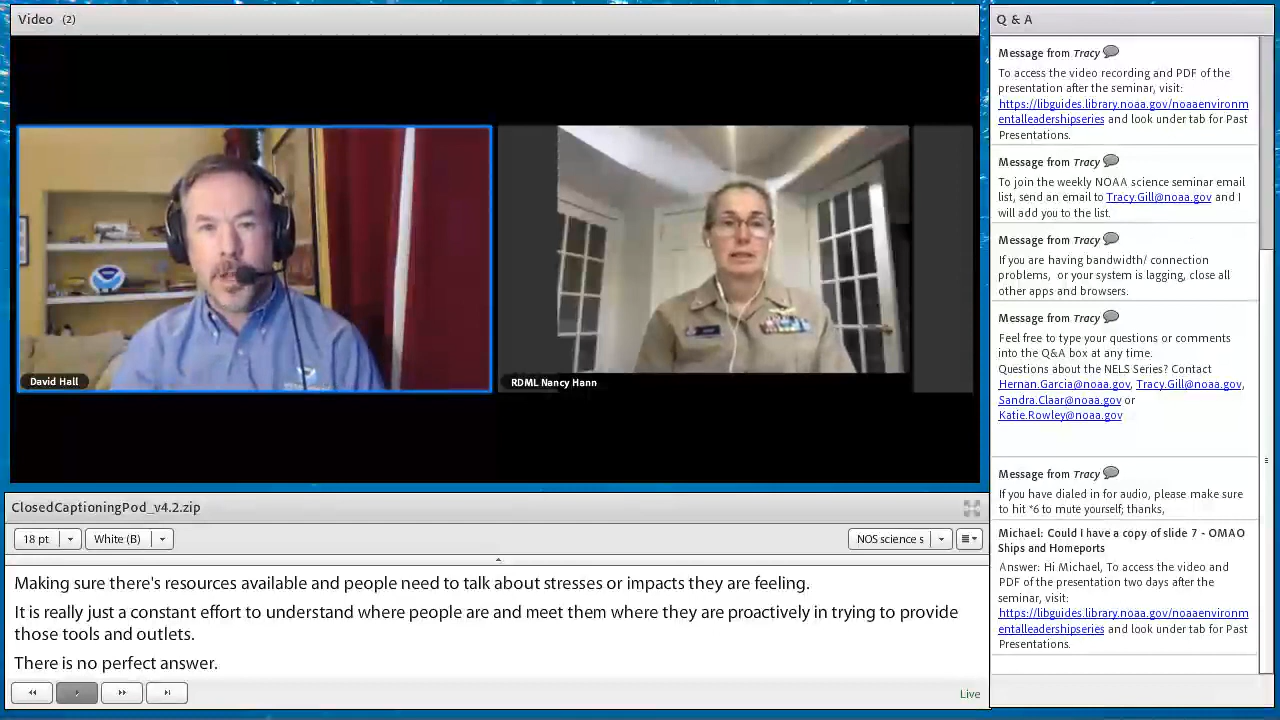 Video (2)
David Hall
RDML Nancy Hann
ClosedCaptioningPod_v4.2.zip
18 pt
White (B)
NOS science s
Making sure there's resources available and people need to talk about stresses or impacts they are feeling.
It is really just a constant effort to understand where people are and meet them where they are proactively in trying to provide
those tools and outlets.
There is no perfect answer.
Live
Q & A
Message from Tracy
To access the video recording and PDF of the
presentation after the seminar, visit:
https://libguides.library.noaa.gov/noaaenvironm
entalleadershipseries and look under tab for Past
Presentations.
Message from Tracy
To join the weekly NOAA science seminar email
list, send an email to Tracy.Gill@noaa.gov and I
will add you to the list.
Message from Tracy
If you are having bandwidth/ connection
problems, or your system is lagging, close all
other apps and browsers.
Message from Tracy
Feel free to type your questions or comments
into the Q&A box at any time.
Questions about the NELS Series? Contact
Hernan.Garcia@noaa.gov, Tracy.Gill@noaa.gov,
Sandra.Claar@noaa.gov or
Katie.Rowley@noaa.gov
Message from Tracy
If you have dialed in for audio, please make sure
to hit *6 to mute yourself; thanks,
Michael: Could I have a copy of slide 7 - OMAO
Ships and Homeports
Answer: Hi Michael, To access the video and
PDF of the presentation two days after the
seminar, visit:
https://libguides.library.noaa.gov/noaaenvironm
entalleadershipseries and look under tab for Past
Presentations.